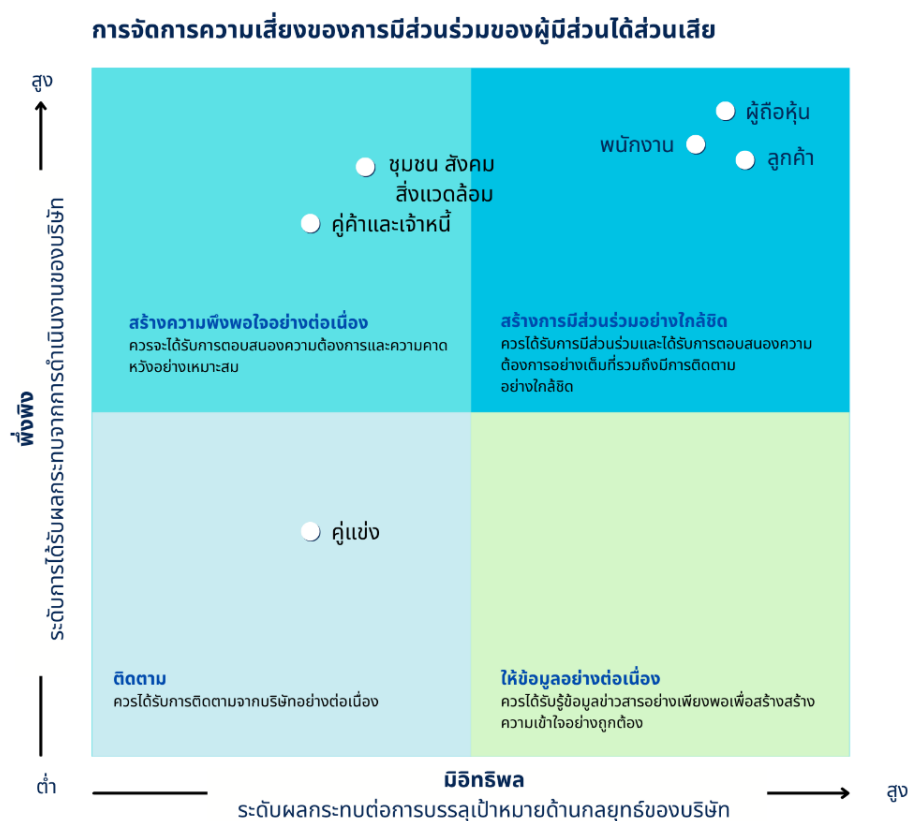 การจัดการความเสี่ยงของการมีส่วนร่วมของผู้มีส่วนได้ส่วนเสีย
สูง
ผู้ถือหุ้น
พนักงาน
ลูกค้า
ชุมชน สังคม
สิ่งแวดล้อม
คู่ค้าและเจ้าหนี้
สร้างความพึงพอใจอย่างต่อเนื่อง
ควรจะได้รับการตอบสนองความต้องการและความคาด
หวังอย่างเหมาะสม
สร้างการมีส่วนร่วมอย่างใกล้ชิด
ควรได้รับการมีส่วนร่วมและได้รับการตอบสนองความ
ต้องการอย่างเต็มที่รวมถึงมีการติดตาม
อย่างใกล้ชิด
พึ่งพิง
ระดับการได้รับผลกระทบจากการดำเนินงานของบริษัท
คู่แข่ง
ติดตาม
ควรได้รับการติดตามจากบริษัทอย่างต่อเนื่อง
ให้ข้อมูลอย่างต่อเนื่อง
ควรได้รับรู้ข้อมูลข่าวสารอย่างเพียงพอเพื่อสร้างสร้าง
ความเข้าใจอย่างถูกต้อง
ต่ำ
มิอิทธิพล
ระดับผลกระทบต่อการบรรลุเป้าหมายด้านกลยุทธ์ของบริษัท
สูง